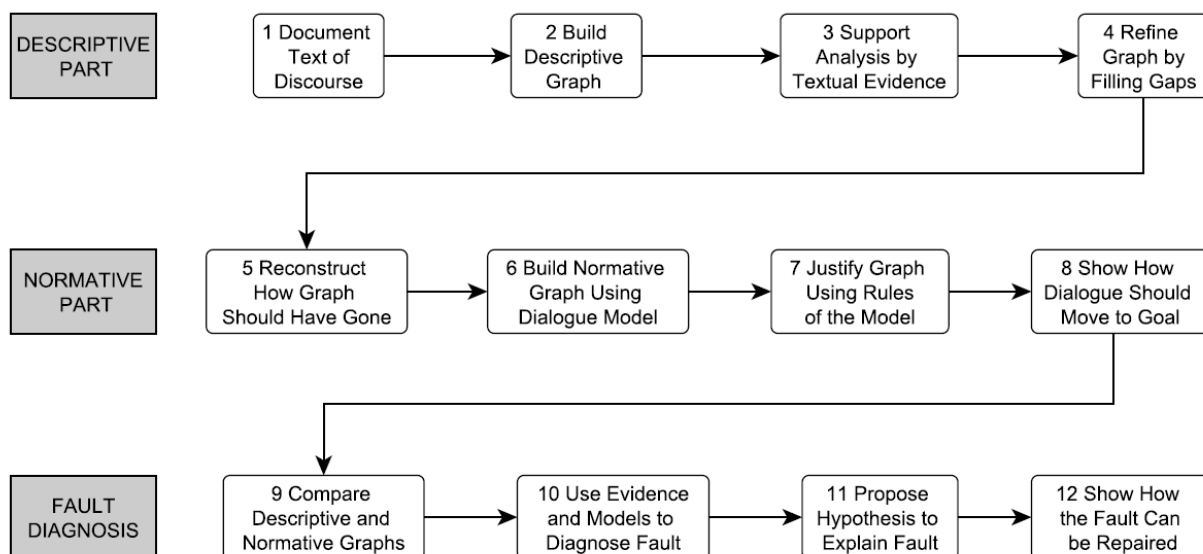 DESCRIPTIVE
PART
1 Document
Text of
Discourse
2 Build
Descriptive
Graph
3 Support
Analysis by
Textual Evidence
4 Refine
Graph by
Filling Gaps
NORMATIVE
PART
5 Reconstruct
How Graph
Should Have Gone
6 Build Normative
Graph Using
Dialogue Model
7 Justify Graph
Using Rules
of the Model
8 Show How
Dialogue Should
Move to Goal
FAULT
DIAGNOSIS
9 Compare
Descriptive and
Normative Graphs
10 Use Evidence
and Models to
Diagnose Fault
11 Propose
Hypothesis to
Explain Fault
12 Show How
the Fault Can
be Repaired